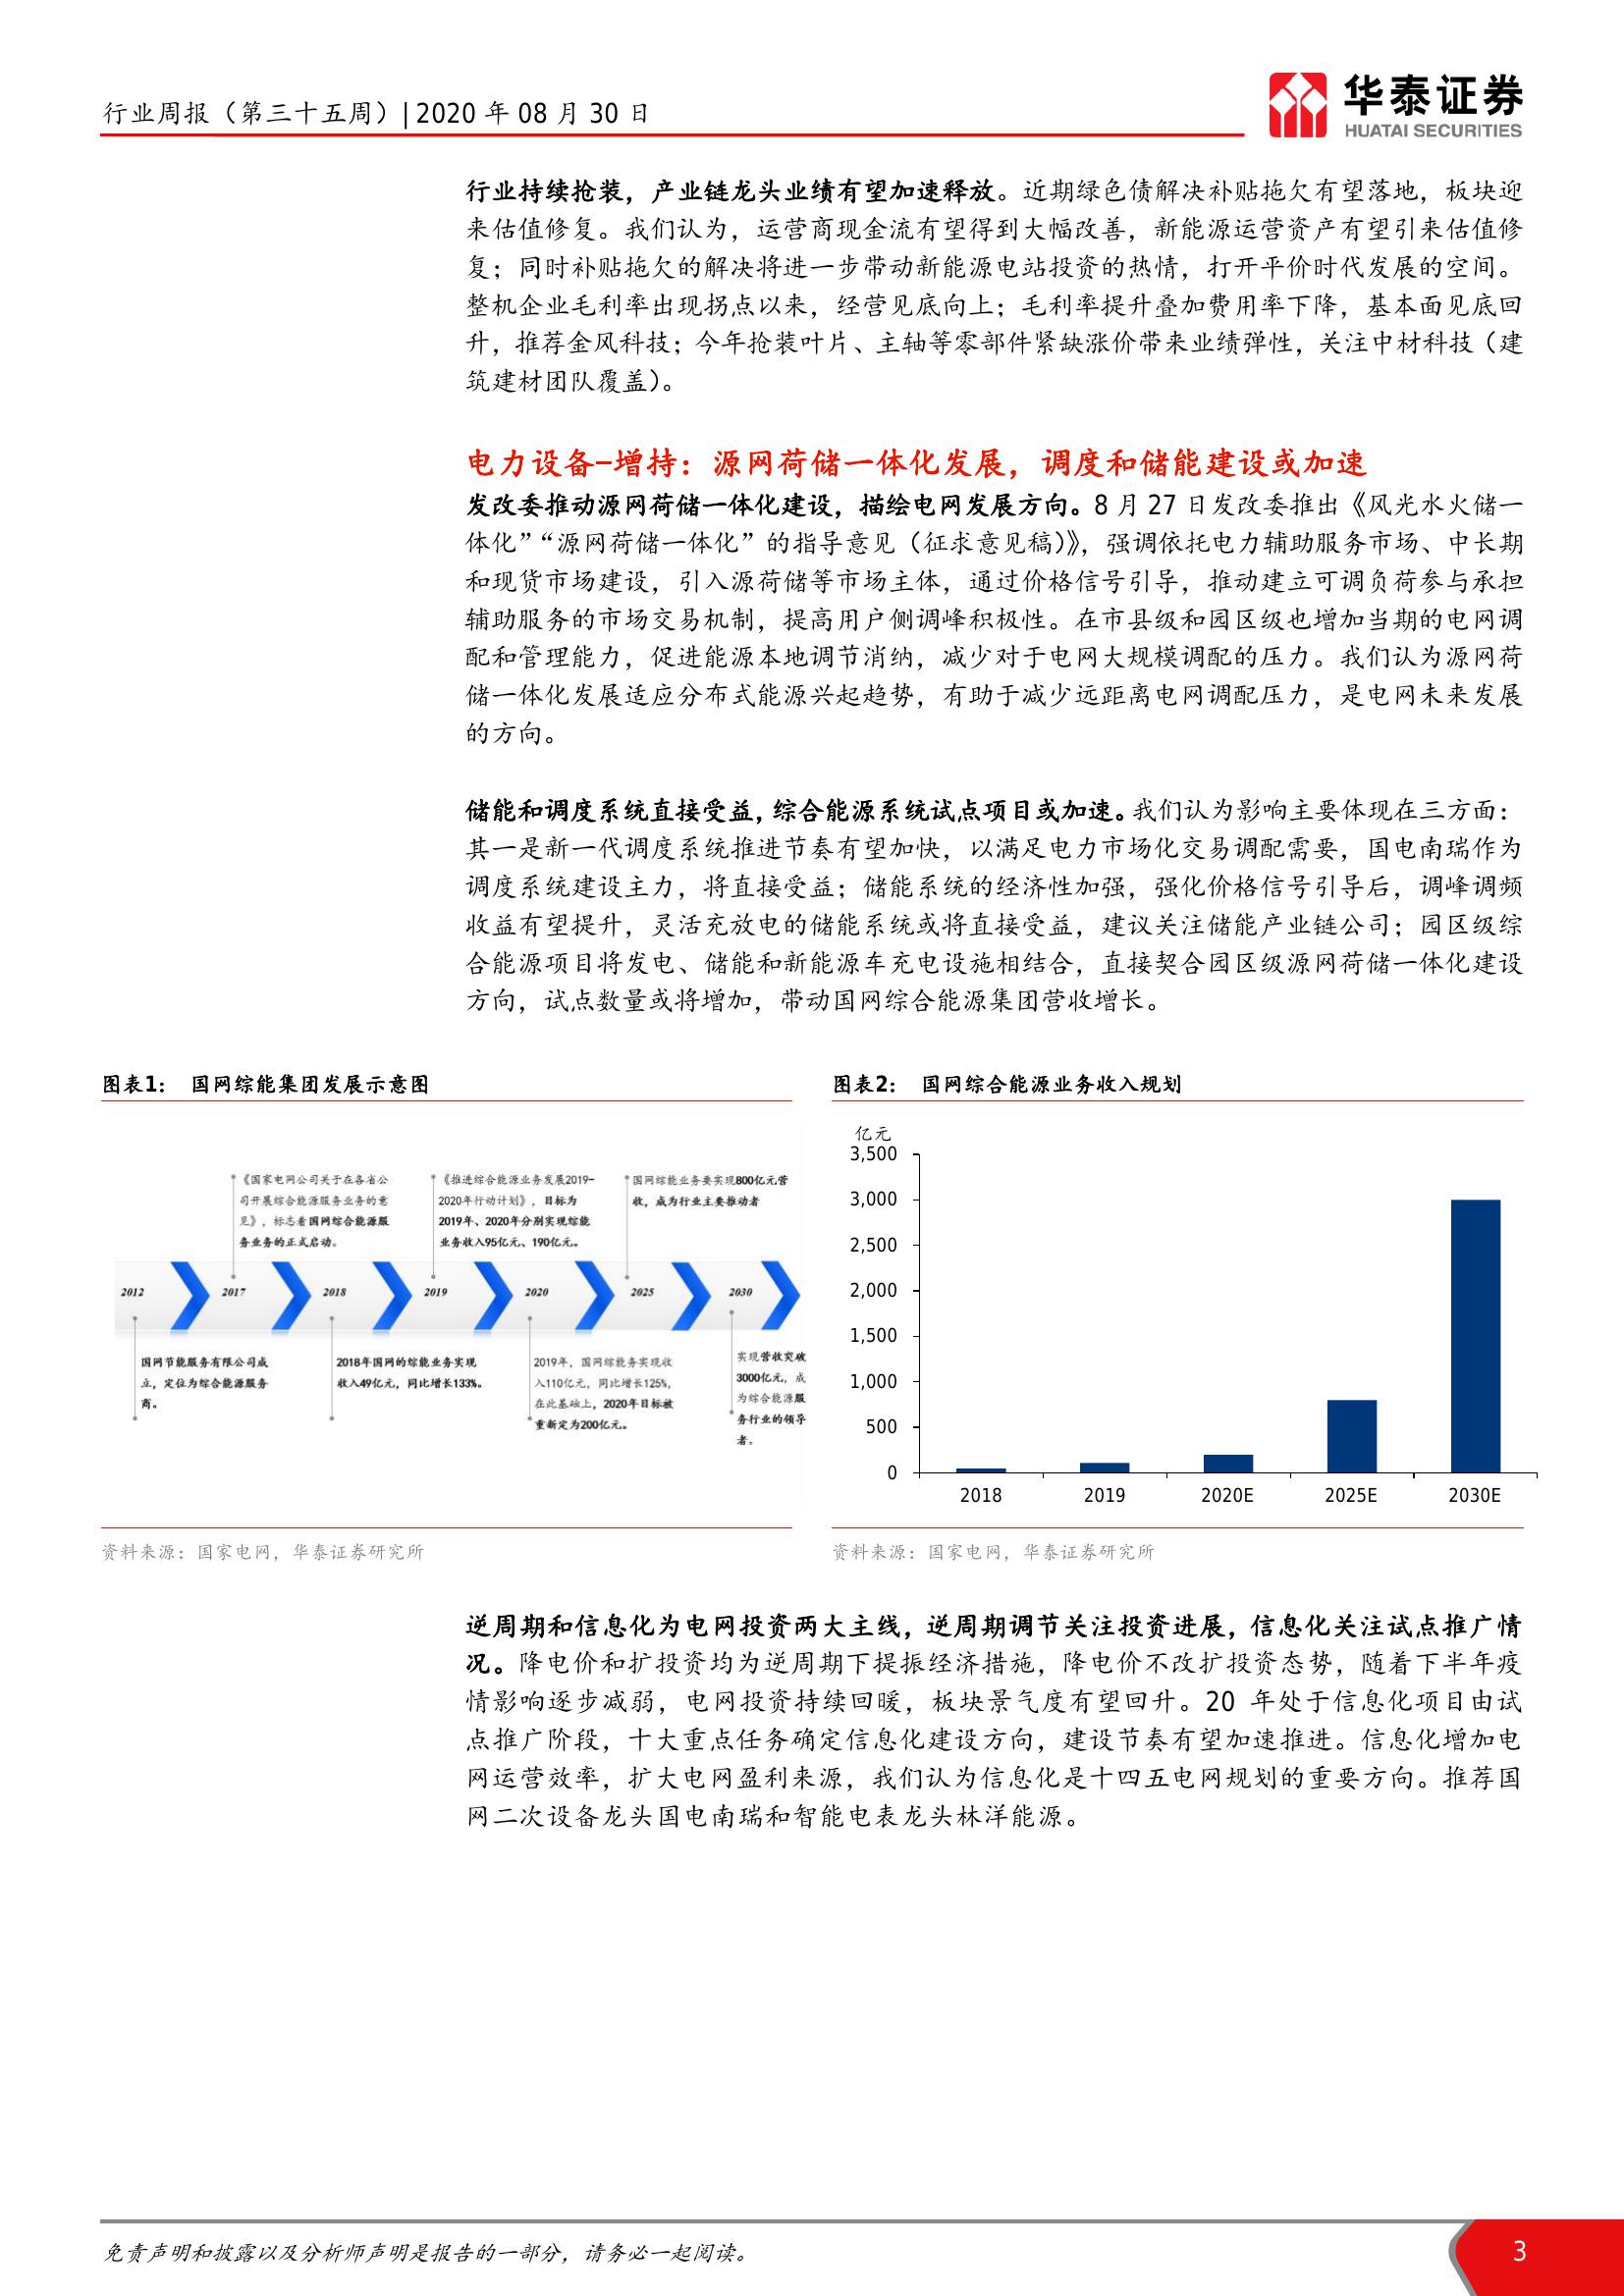 行业周报（第三十五周）| 2020 年 08 月 30 日
华泰证券
HUATAI SECURITIES
行业持续抢装，产业链龙头业绩有望加速释放。近期绿色债解决补贴拖欠有望落地，板块迎
来估值修复。我们认为，运营商现金流有望得到大幅改善，新能源运营资产有望引来估值修
复；同时补贴拖欠的解决将进一步带动新能源电站投资的热情，打开平价时代发展的空间。
整机企业毛利率出现拐点以来，经营见底向上；毛利率提升叠加费用率下降，基本面见底回
升，推荐金风科技；今年抢装叶片、主轴等零部件紧缺涨价带来业绩弹性，关注中材科技（建
筑建材团队覆盖）。
电力设备-增持：源网荷储一体化发展，调度和储能建设或加速
发改委推动源网荷储一体化建设，描绘电网发展方向。8 月 27 日发改委推出《风光水火储一
体化”“源网荷储一体化”的指导意见（征求意见稿）》，强调依托电力辅助服务市场、中长期
和现货市场建设，引入源荷储等市场主体，通过价格信号引导，推动建立可调负荷参与承担
辅助服务的市场交易机制，提高用户侧调峰积极性。在市县级和园区级也增加当期的电网调
配和管理能力，促进能源本地调节消纳，减少对于电网大规模调配的压力。我们认为源网荷
储一体化发展适应分布式能源兴起趋势，有助于减少远距离电网调配压力，是电网未来发展
的方向。
储能和调度系统直接受益，综合能源系统试点项目或加速。我们认为影响主要体现在三方面：
其一是新一代调度系统推进节奏有望加快，以满足电力市场化交易调配需要，国电南瑞作为
调度系统建设主力，将直接受益；储能系统的经济性加强，强化价格信号引导后，调峰调频
收益有望提升，灵活充放电的储能系统或将直接受益，建议关注储能产业链公司；园区级综
合能源项目将发电、储能和新能源车充电设施相结合，直接契合园区级源网荷储一体化建设
方向，试点数量或将增加，带动国网综合能源集团营收增长。
图表1： 国网综能集团发展示意图
《国家电网公司关于在各省公
司开展综合能源服务业务的意
见》，标志着国网综合能源服
务业务的正式启动。
《推进综合能源业务发展2019-
2020年行动计划》，目标为
2019年、2020年分别实现综能
业务收入95亿元、190亿元。
国网综能业务要实现800亿元营
收，成为行业主要推动者
2012 2017 2018 2019 2020 2025 2030
国网节能服务有限公司成
立，定位为综合能源服务
商。
2018年国网的综能业务实现
收入49亿元，同比增长133%。
2019年，国网综能务实现收
入110亿元，同比增长125%，
在此基础上，2020年目标被
重新定为200亿元。
实现营收突破
3000亿元，成
为综合能源服
务行业的领导
者。
资料来源：国家电网，华泰证券研究所
图表2： 国网综合能源业务收入规划
亿元
3,500
3,000
2,500
2,000
1,500
1,000
500
0
2018 2019 2020E 2025E 2030E
资料来源：国家电网，华泰证券研究所
逆周期和信息化为电网投资两大主线，逆周期调节关注投资进展，信息化关注试点推广情
况。降电价和扩投资均为逆周期下提振经济措施，降电价不改扩投资态势，随着下半年疫
情影响逐步减弱，电网投资持续回暖，板块景气度有望回升。20 年处于信息化项目由试
点推广阶段，十大重点任务确定信息化建设方向，建设节奏有望加速推进。信息化增加电
网运营效率，扩大电网盈利来源，我们认为信息化是十四五电网规划的重要方向。推荐国
网二次设备龙头国电南瑞和智能电表龙头林洋能源。
免责声明和披露以及分析师声明是报告的一部分，请务必一起阅读。
3